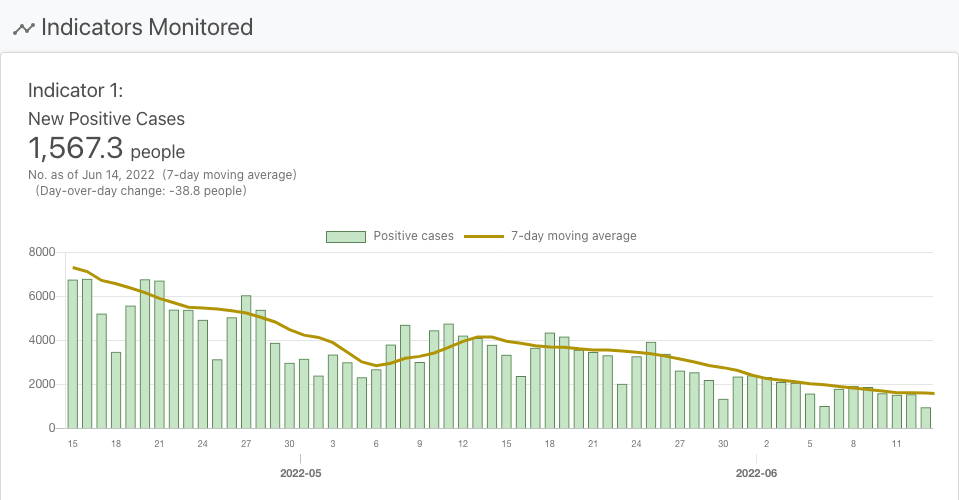 Indicators Monitored
Indicator 1:
New Positive Cases
1,567.3 people
No. as of Jun 14, 2022 (7-day moving average)
(Day-over-day change: -38.8 people)
Positive cases 7-day moving average
8000
6000
4000
2000
0
15 18 21 24 27 30 3 6 9 12 15 18 21 24 27 30 2 5 8 11
2022-05 2022-06